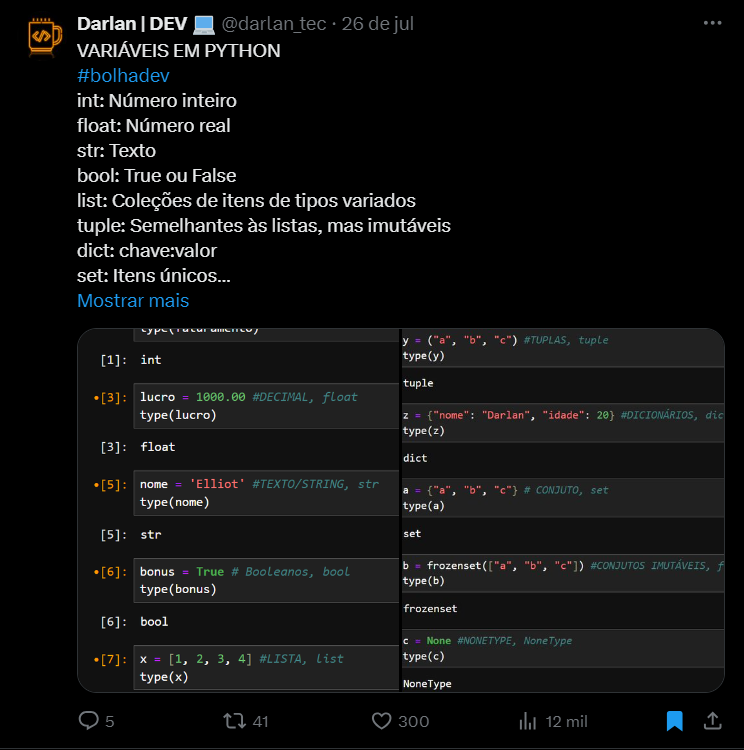 Darlan | DEV 💻 @darlan_tec · 26 de jul
VARIÁVEIS EM PYTHON
#bolhadev
int: Número inteiro
float: Número real
str: Texto
bool: True ou False
list: Coleções de itens de tipos variados
tuple: Semelhantes às listas, mas imutáveis
dict: chave:valor
set: Itens únicos...
Mostrar mais
type(faturamento)
[1]: int
[3]: lucro = 1000.00 #DECIMAL, float
type(lucro)
[3]: float
[5]: nome = 'Elliot' #TEXTO/STRING, str
type(nome)
[5]: str
[6]: bonus = True # Booleanos, bool
type(bonus)
[6]: bool
[7]: x = [1, 2, 3, 4] #LISTA, list
type(x)
y = ("a", "b", "c") #TUPLAS, tuple
type(y)
tuple
z = {"nome": "Darlan", "idade": 20} #DICIONÁRIOS, dic
type(z)
dict
a = {"a", "b", "c"} # CONJUTO, set
type(a)
set
b = frozenset(["a", "b", "c"]) #CONJUTOS IMUTÁVEIS, f
type(b)
frozenset
c = None #NONETYPE, NoneType
type(c)
NoneType
5 41 300 12 mil